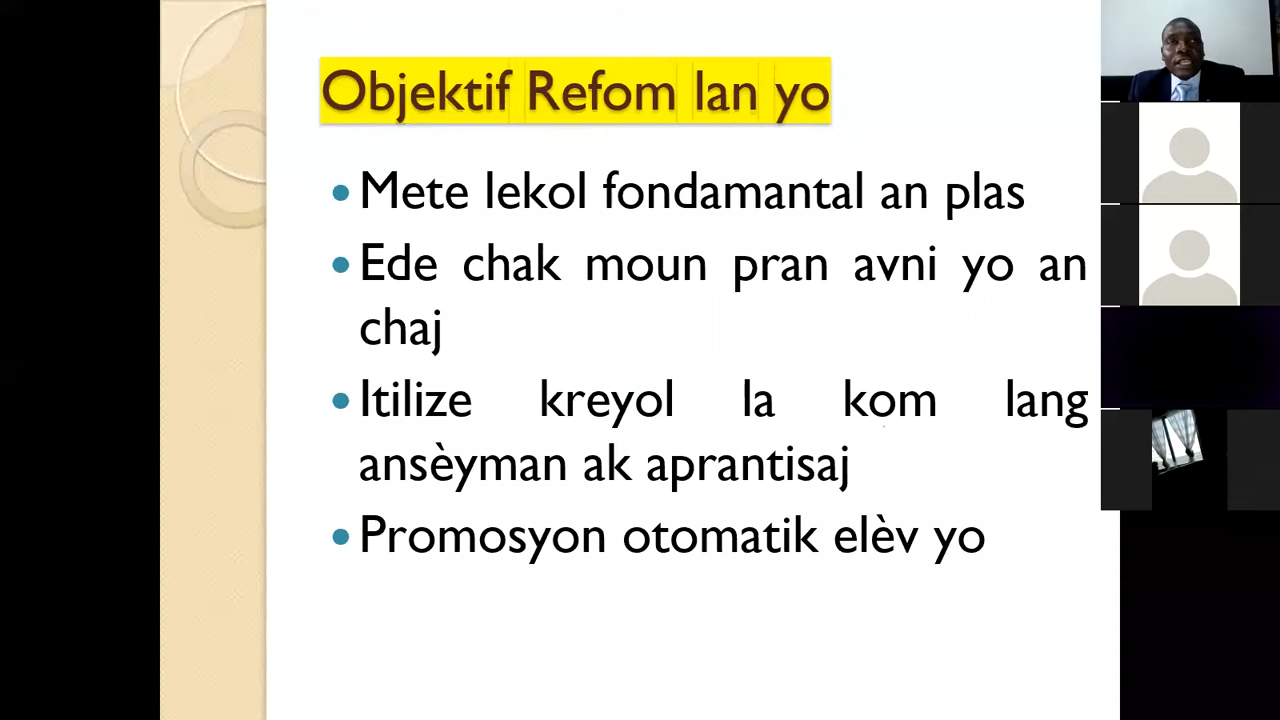 Objektif Refom lan yo
Mete lekol fondamantal an plas
Ede chak moun pran avni yo an
chaj
Itilize kreyol la kom lang
ansèyman ak aprantisaj
Promosyon otomatik elèv yo